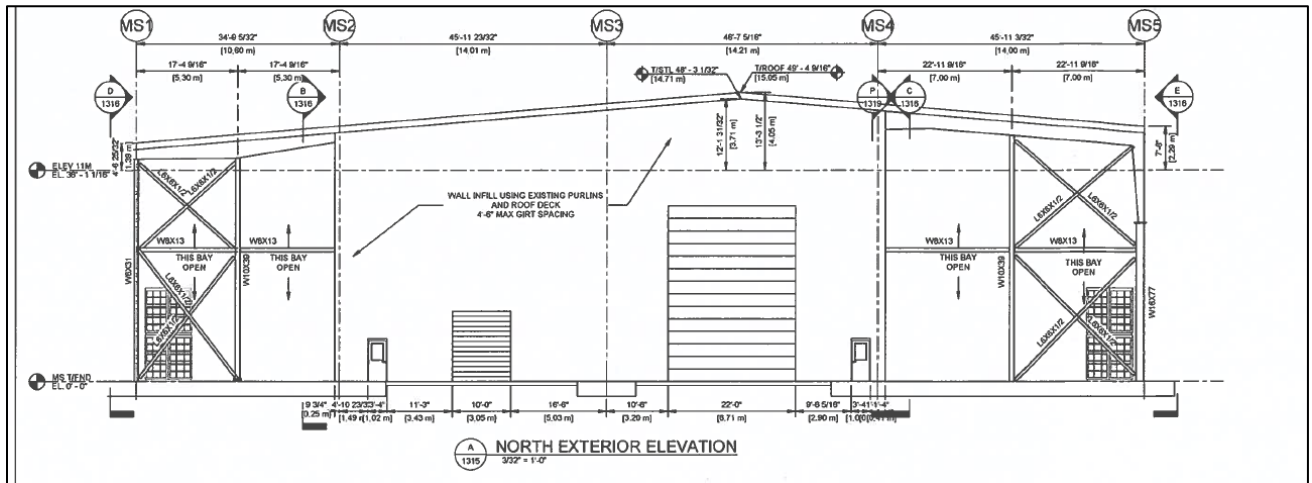 MS1 MS2 MS3 MS4 MS5
34'-9 5/32" 45'-11 23/32" 46'-7 5/16" 45'-11 3/32"
[10,60 m] [14,01 m] [14.21 m] [14,00 m]
17'-4 9/16" 17'-4 9/16" 22'-11 9/16" 22'-11 9/16"
[5,30 m] [5,30 m] [7,00 m] [7,00 m]
T/STL 48' - 3 1/32" T/ROOF 49' - 4 9/16"
[14.71 m] [15.05 m]
D B P C E
1316 1316 1319 1316 1316
4'-6 25/32"
12'-1 31/32"
[3.71 m]
13'-3 1/2"
[4.05 m]
7'-6"
[2,29 m]
ELEV 11M
EL. 36' - 1 1/16"
L6X6X1/2 L6X6X1/2
L6X6X1/2 L6X6X1/2
WALL INFILL USING EXISTING PURLINS
AND ROOF DECK
4'-6" MAX GIRT SPACING
W8X13 W8X13 W8X13 W8X13
THIS BAY THIS BAY THIS BAY THIS BAY
OPEN OPEN OPEN OPEN
W10X39 W10X39 W16X77
L6X6X1/2 L6X6X1/2
L6X6X1/2 L6X6X1/2
EL. 0' - 0"
9 3/4" 11'-3" 10'-0" 16'-6" 10'-6" 22'-0" 9'-6 5/16"
[3,43 m] [3,05 m] [5,03 m] [3.20 m] [6,71 m] [2,90 m]
A
1315
NORTH EXTERIOR ELEVATION
3/32" = 1'-0"